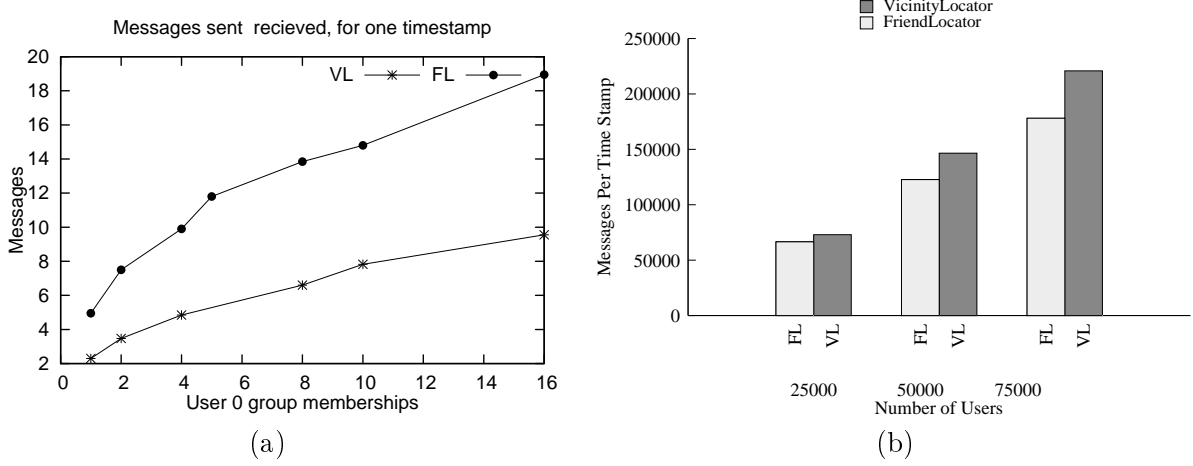 Messages sent recieved, for one timestamp
VL FL
20
18
16
14
12
10
8
6
4
2
Messages
0 2 4 6 8 10 12 14 16
User 0 group memberships
(a)
VicinityLocator
FriendLocator
250000
200000
150000
100000
50000
0
Messages Per Time Stamp
FL VL FL VL FL VL
25000 50000 75000
Number of Users
(b)